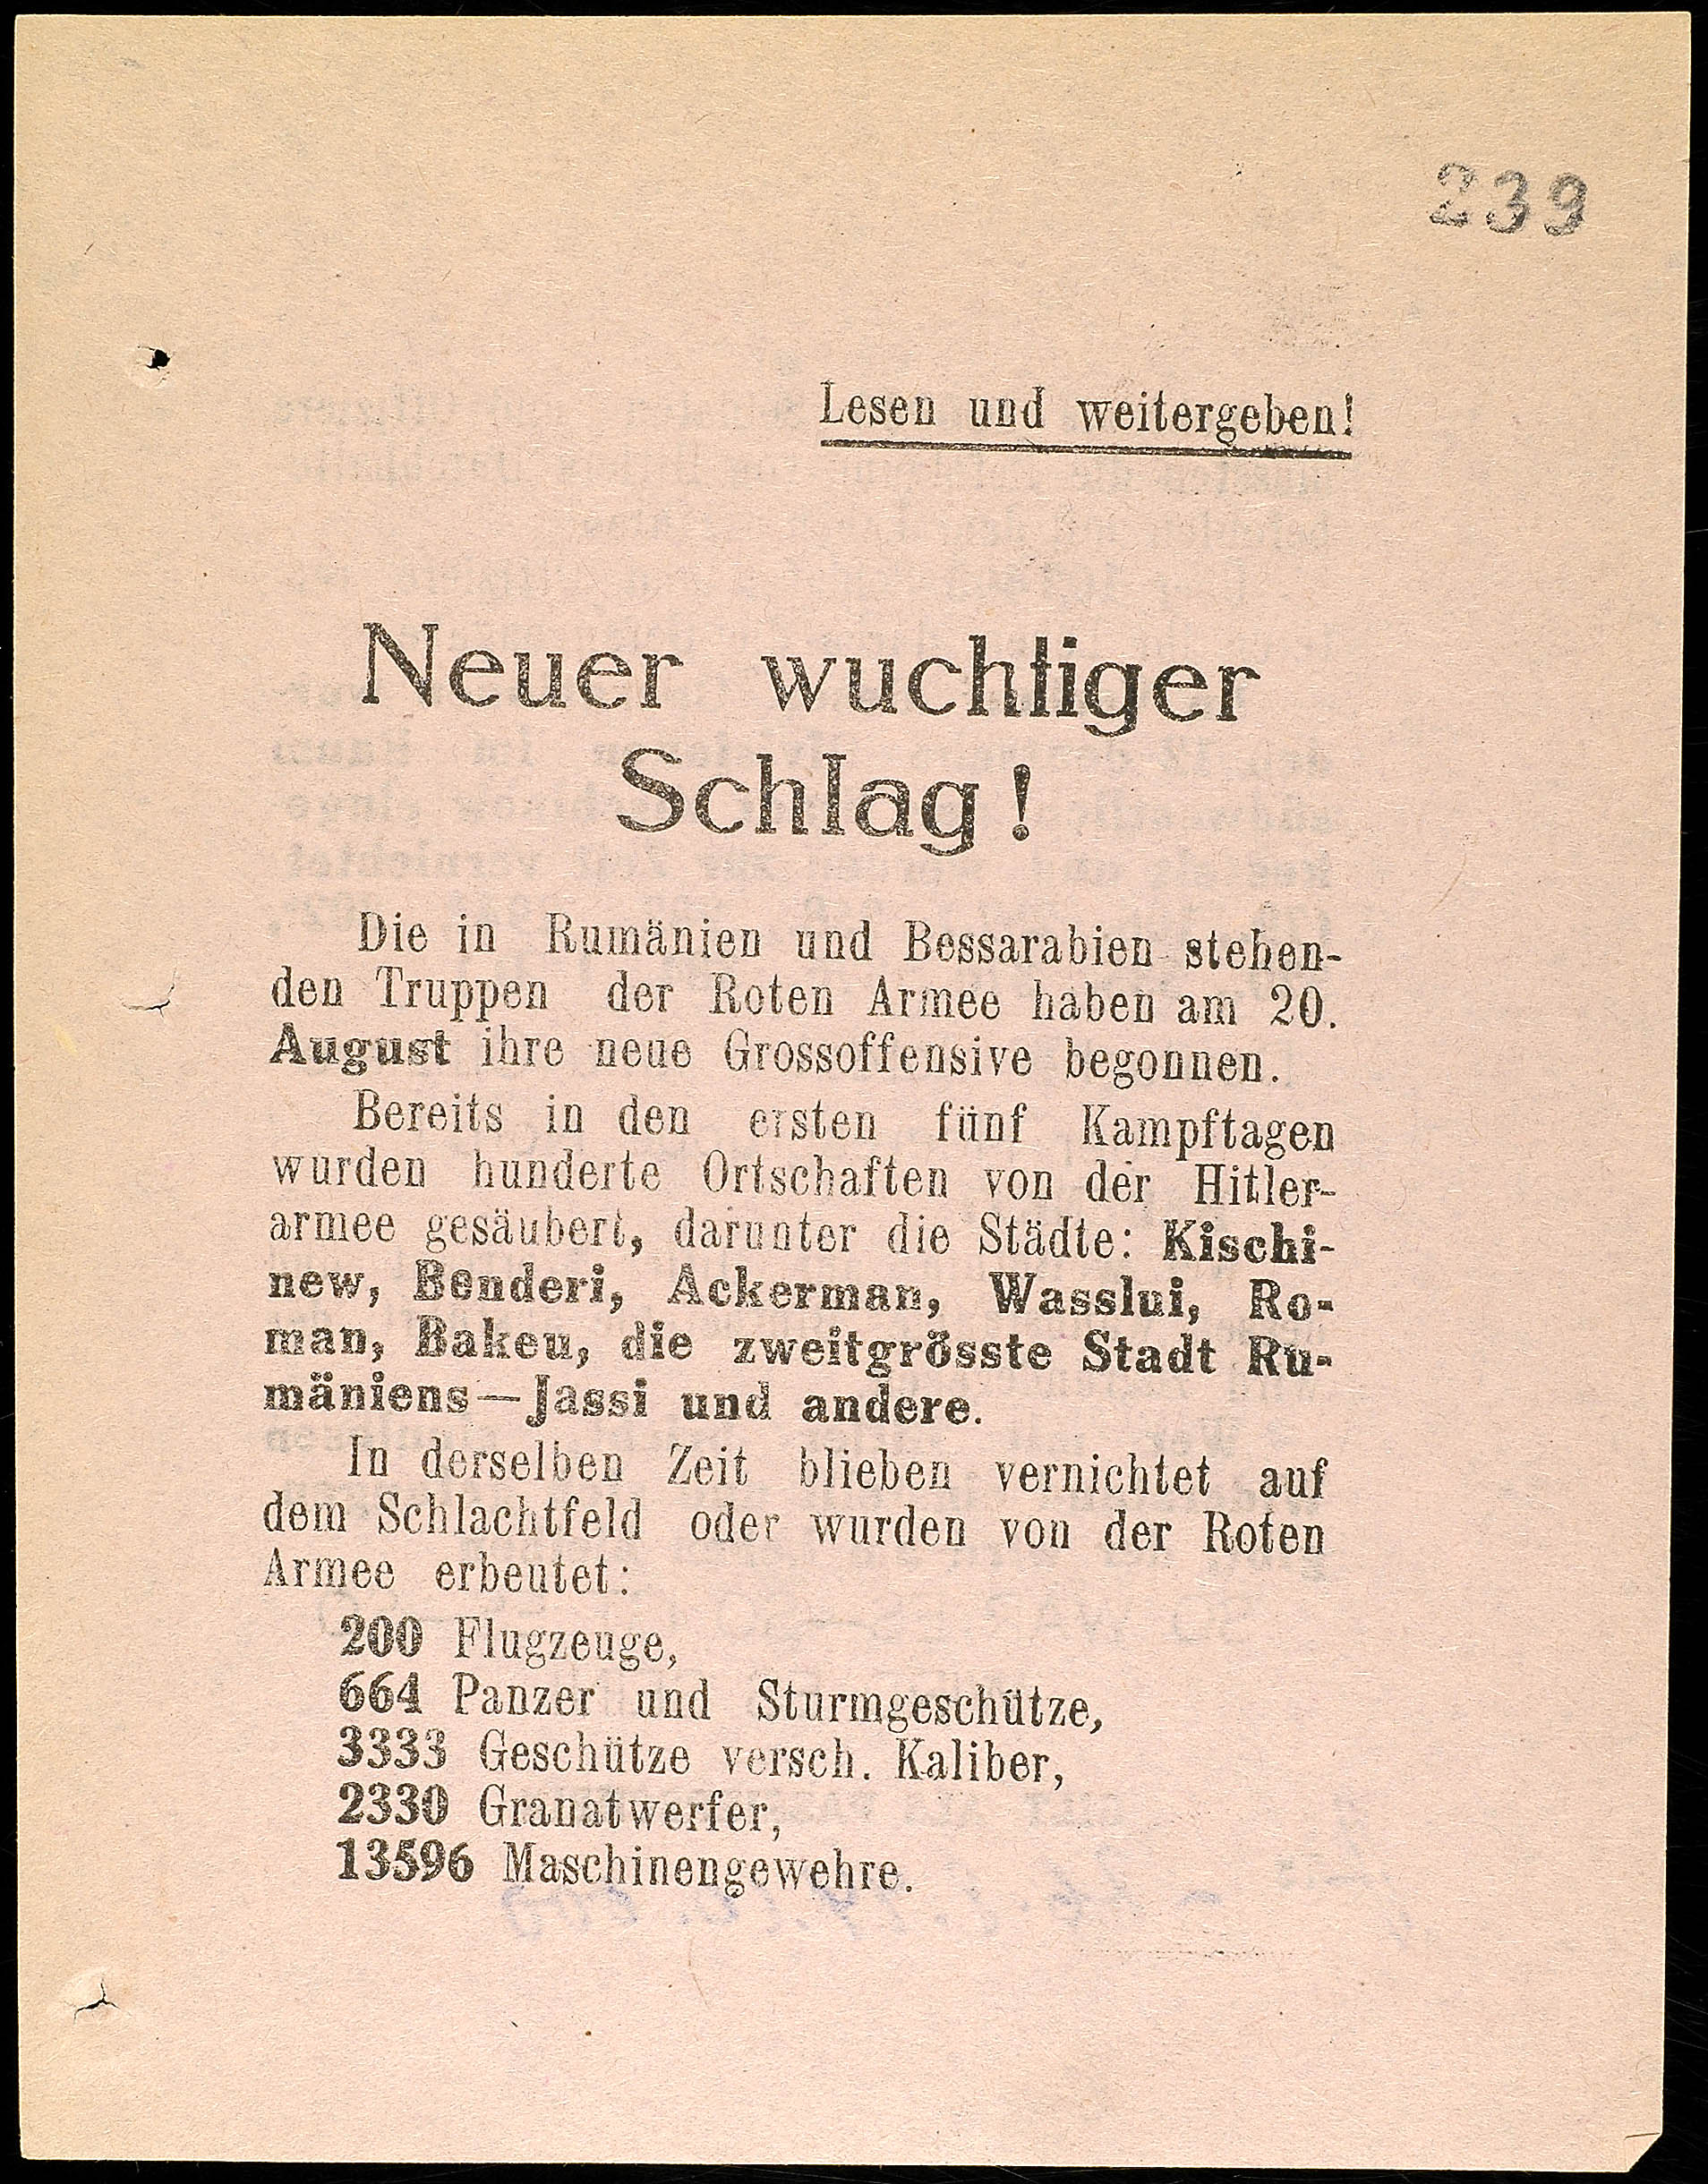 239
Lesen und weitergeben!
Neuer wuchtiger
Schlag!
Die in Rumänien und Bessarabien stehen-
den Truppen der Roten Armee haben am 20.
August ihre neue Grossoffensive begonnen.
Bereits in den ersten fünf Kampftagen
wurden hunderte Ortschaften von der Hitler-
armee gesäubert, darunter die Städte: Kischi-
new, Benderi, Ackerman, Wasslui, Ro-
man, Bakeu, die zweitgrösste Stadt Ru-
mäniens—Jassi und andere.
In derselben Zeit blieben vernichtet auf
dem Schlachtfeld oder wurden von der Roten
Armee erbeutet:
200 Flugzeuge,
664 Panzer und Sturmgeschütze,
3333 Geschütze versch. Kaliber,
2330 Granatwerfer,
13596 Maschinengewehre.